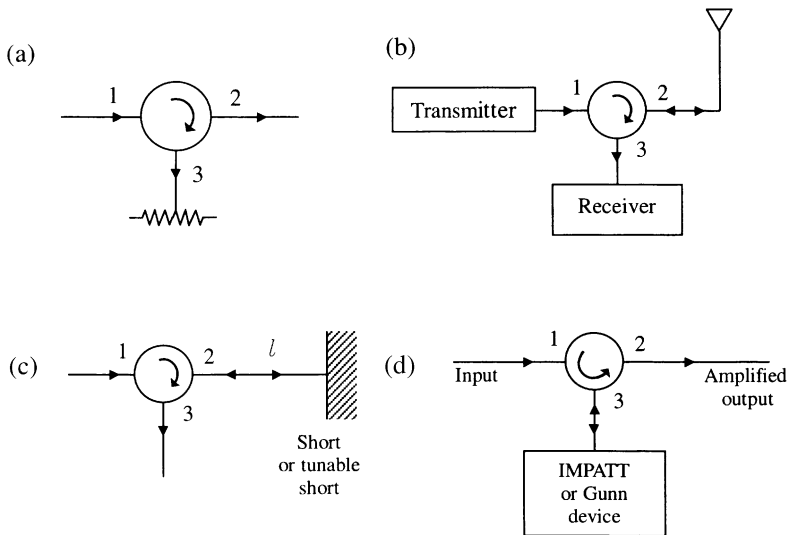 (a)
1
2
3
(b)
Transmitter
1
2
3
Receiver
(c)
1
2
l
3
Short
or tunable
short
(d)
1
2
Input
3
Amplified
output
IMPATT
or Gunn
device